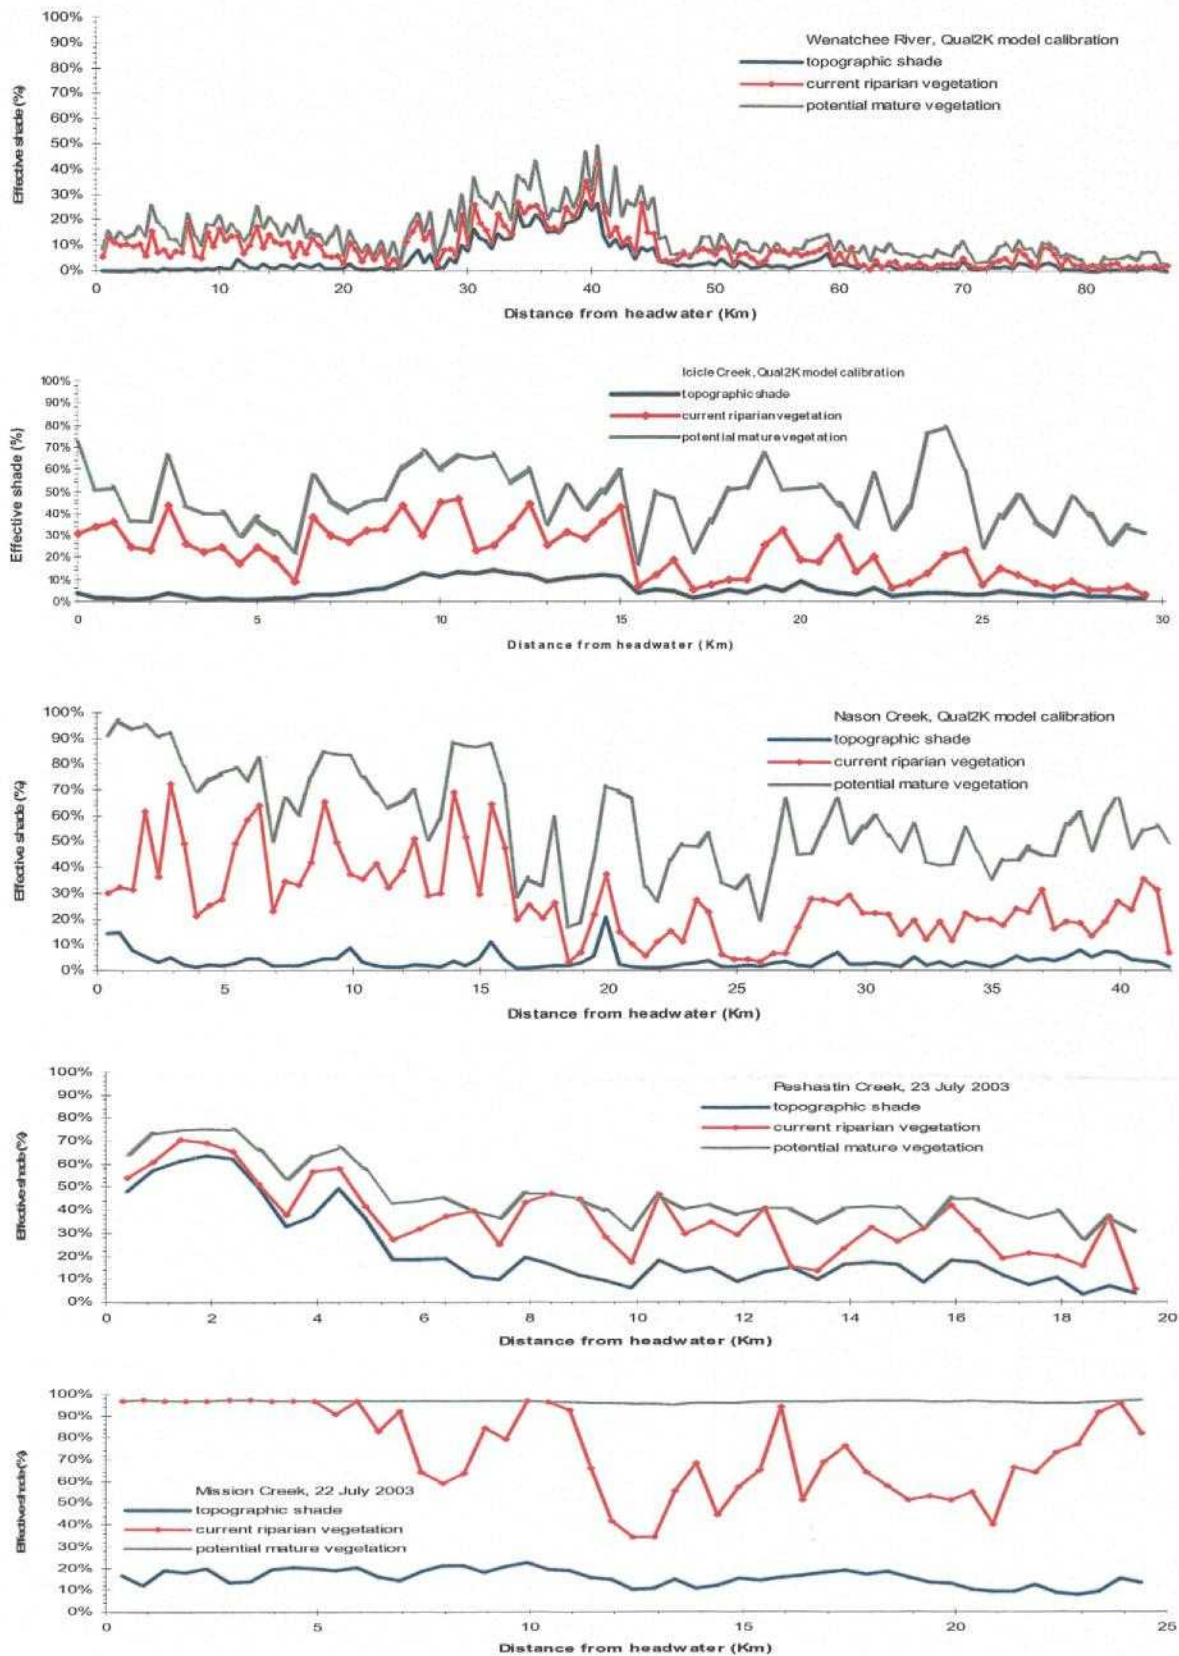 100%
90%
80%
70%
60%
50%
40%
30%
20%
10%
0%
Effective shade (%)
Wenatchee River, Qual2K model calibration
topographic shade
current riparian vegetation
potential mature vegetation
0 10 20 30 40 50 60 70 80
Distance from headwater (Km)
100%
90%
80%
70%
60%
50%
40%
30%
20%
10%
0%
Effective shade (%)
Icicle Creek, Qual2K model calibration
topographic shade
current riparian vegetation
potential mature vegetation
0 5 10 15 20 25 30
Distance from headwater (Km)
100%
90%
80%
70%
60%
50%
40%
30%
20%
10%
0%
Effective shade (%)
Nason Creek, Qual2K model calibration
topographic shade
current riparian vegetation
potential mature vegetation
0 5 10 15 20 25 30 35 40
Distance from headwater (Km)
100%
90%
80%
70%
60%
50%
40%
30%
20%
10%
0%
Effective shade (%)
Peshastin Creek, 23 July 2003
topographic shade
current riparian vegetation
potential mature vegetation
0 2 4 6 8 10 12 14 16 18 20
Distance from headwater (Km)
100%
90%
80%
70%
60%
50%
40%
30%
20%
10%
0%
Effective shade (%)
Mission Creek, 22 July 2003
topographic shade
current riparian vegetation
potential mature vegetation
0 5 10 15 20 25
Distance from headwater (Km)